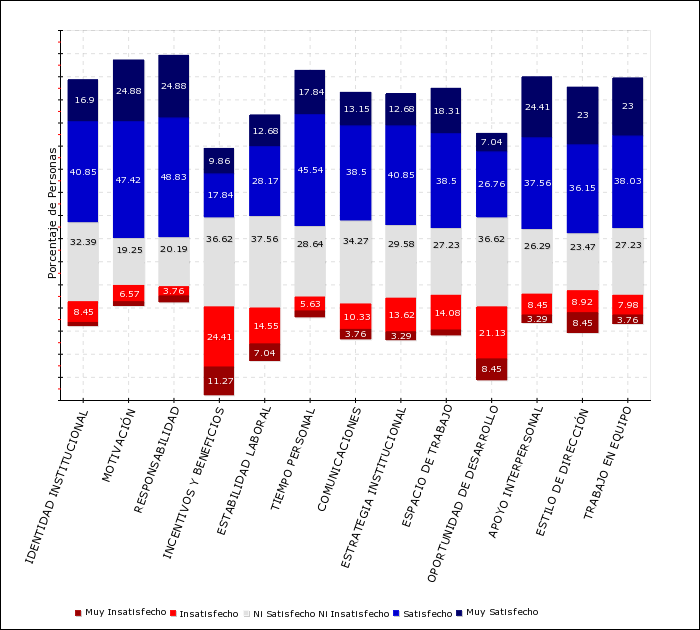 Porcentaje de Personas
16.9 40.85 32.39 8.45
24.88 47.42 19.25 6.57
24.88 48.83 20.19 3.76
9.86 17.84 36.62 24.41 11.27
12.68 28.17 37.56 14.55 7.04
17.84 45.54 28.64 5.63
13.15 38.5 34.27 10.33 3.76
12.68 40.85 29.58 13.62 3.29
18.31 38.5 27.23 14.08
7.04 26.76 36.62 21.13 8.45
24.41 37.56 26.29 8.45 3.29
23 36.15 23.47 8.92 8.45
23 38.03 27.23 7.98 3.76
IDENTIDAD INSTITUCIONAL
MOTIVACIÓN
RESPONSABILIDAD
INCENTIVOS Y BENEFICIOS
ESTABILIDAD LABORAL
TIEMPO PERSONAL
COMUNICACIONES
ESTRATEGIA INSTITUCIONAL
ESPACIO DE TRABAJO
OPORTUNIDAD DE DESARROLLO
APOYO INTERPERSONAL
ESTILO DE DIRECCIÓN
TRABAJO EN EQUIPO
Muy Insatisfecho Insatisfecho Ni Satisfecho Ni Insatisfecho Satisfecho Muy Satisfecho